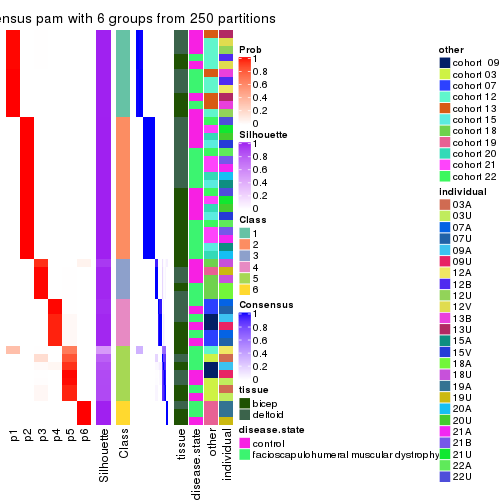 ensus pam with 6 groups from 250 partitions
p1
p2
p3
p4
p5
p6
Silhouette
Class
tissue
disease.state
other
individual
Prob
1
0.8
0.6
0.4
0.2
0
Silhouette
1
0.8
0.6
0.4
0.2
0
Class
1
2
3
4
5
6
Consensus
1
0.8
0.6
0.4
0.2
0
tissue
bicep
deltoid
disease.state
control
facioscapulohumeral muscular dystrophy
other
cohort 09
cohort 03
cohort 07
cohort 12
cohort 13
cohort 15
cohort 18
cohort 19
cohort 20
cohort 21
cohort 22
individual
03A
03U
07A
07U
09A
09U
12A
12B
12U
12V
13B
13U
15A
15V
18A
18U
19A
19U
20A
20U
21A
21B
21U
22A
22U